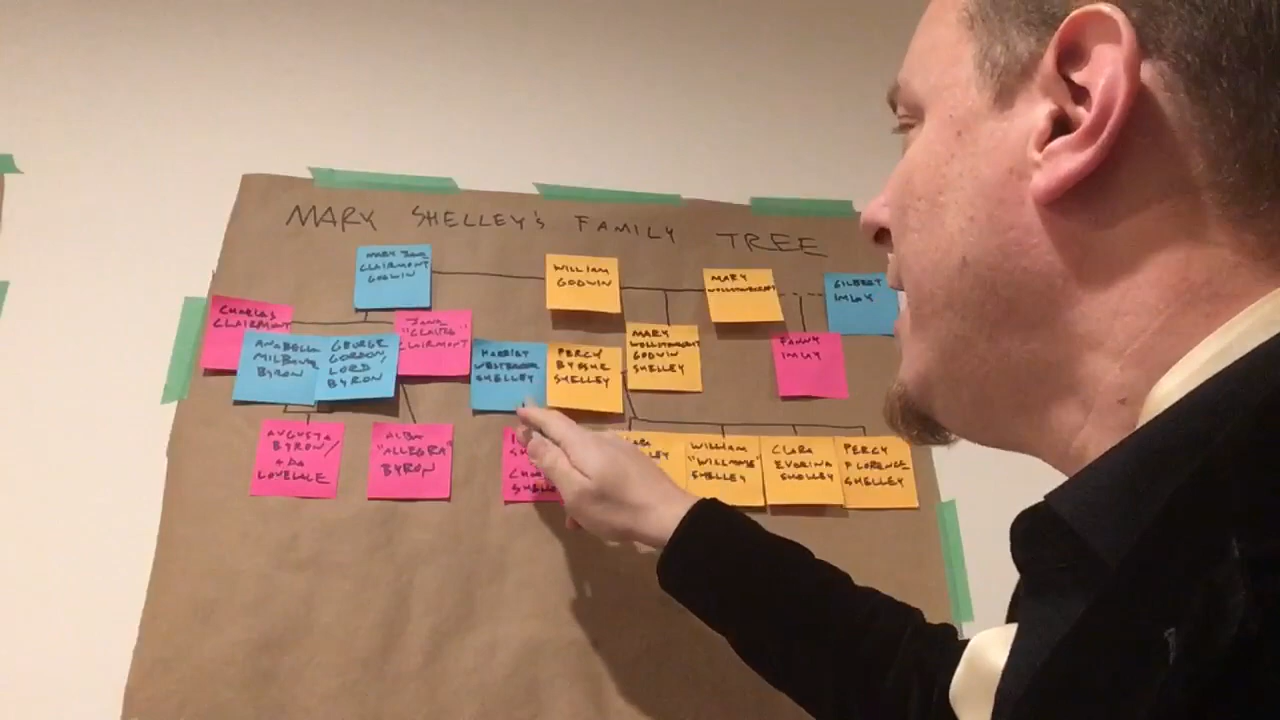 MARY SHELLEY'S FAMILY TREE
MARY JANE
CLAIRMONT
GODWIN
WILLIAM
GODWIN
MARY
WOLLSTONECRAFT
GILBERT
IMLAY
CHARLES
CLAIRMONT
JANE
"CLAIRE"
CLAIRMONT
MARY
WOLLSTONECRAFT
GODWIN
SHELLEY
FANNY
IMLAY
ANABELLA
MILBANKE
BYRON
GEORGE
GORDON,
LORD
BYRON
HARRIET
WESTBROOK
SHELLEY
PERCY
BYSSHE
SHELLEY
AUGUSTA
BYRON/
ADA
LOVELACE
ALBA
"ALLEGRA"
BYRON
WILLIAM
"WILLMOUSE"
SHELLEY
CLARA
EVERINA
SHELLEY
PERCY
FLORENCE
SHELLEY